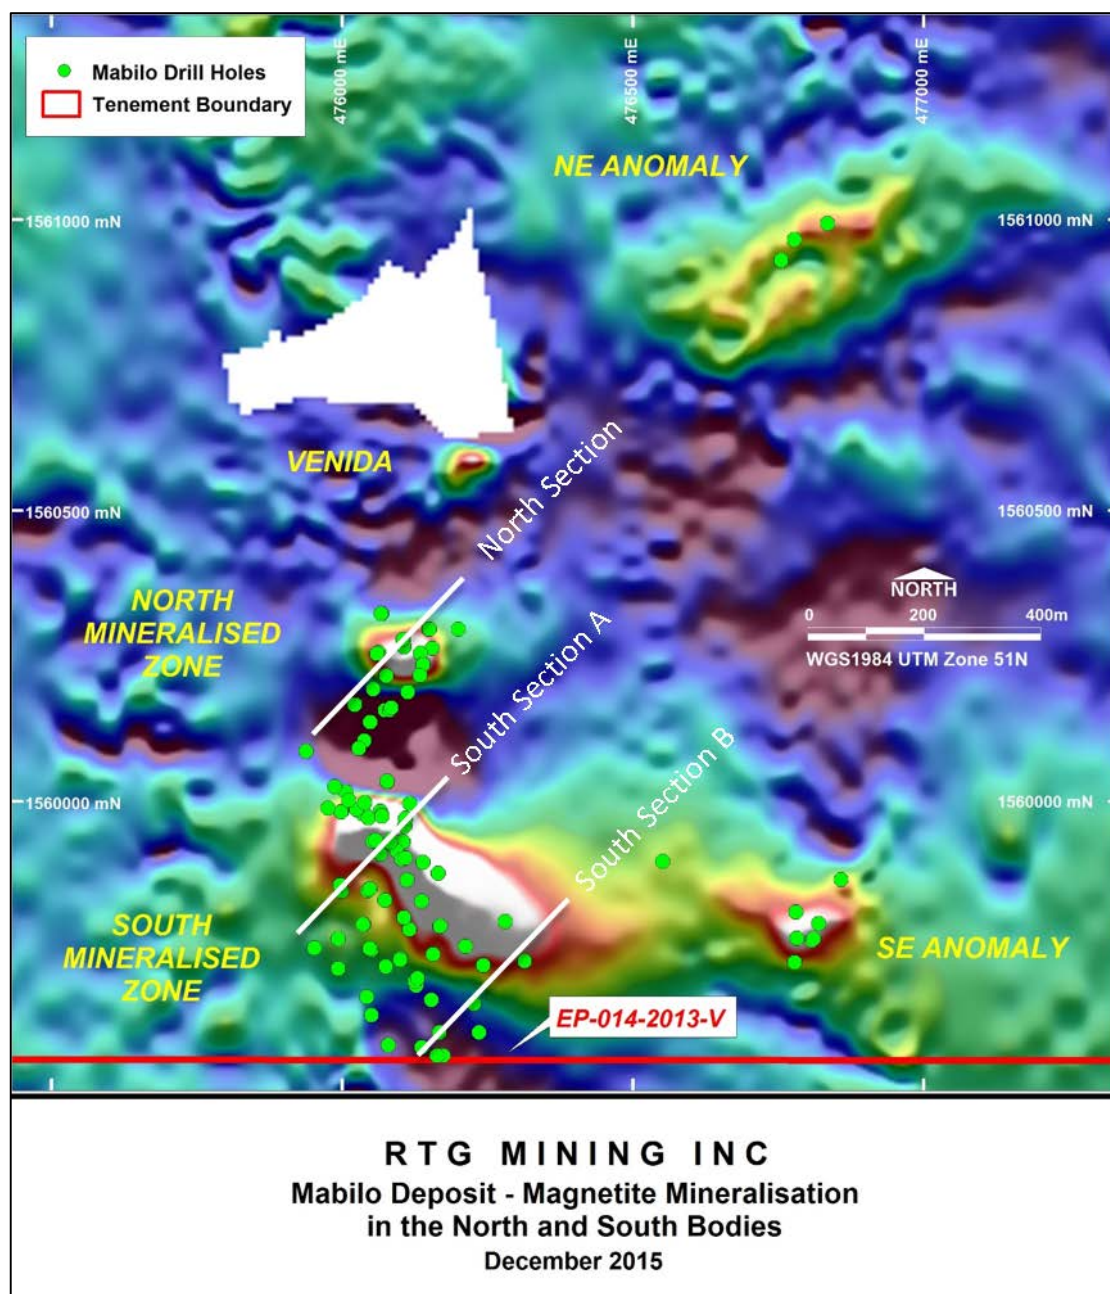 Mabilo Drill Holes
Tenement Boundary
476000 mE
476500 mE
477000 mE
NE ANOMALY
1561000 mN
1561000 mN
VENIDA
North Section
1560500 mN
1560500 mN
NORTH
0 200 400m
WGS1984 UTM Zone 51N
NORTH
MINERALISED
ZONE
South Section A
South Section B
1560000 mN
1560000 mN
SOUTH
MINERALISED
ZONE
SE ANOMALY
EP-014-2013-V
RTG MINING INC
Mabilo Deposit - Magnetite Mineralisation
in the North and South Bodies
December 2015